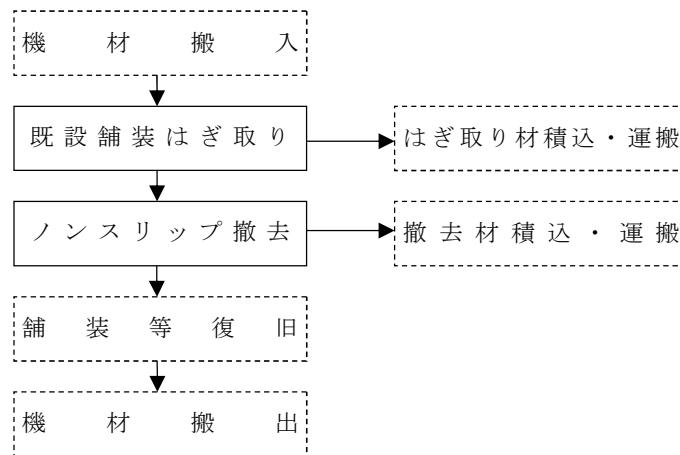 機材搬入
既設舗装はぎ取り
はぎ取り材積込・運搬
ノンスリップ撤去
撤去材積込・運搬
舗装等復旧
機材搬出